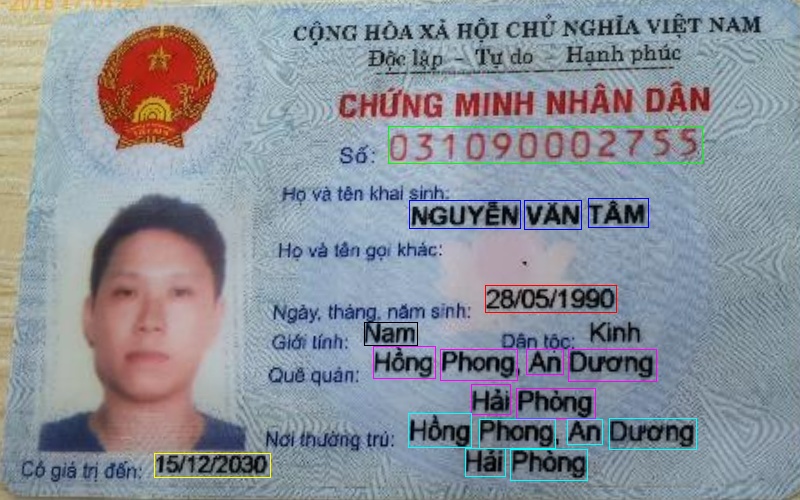 CỘNG HÒA XÃ HỘI CHỦ NGHĨA VIỆT NAM
Độc lập - Tự do - Hạnh phúc
CHỨNG MINH NHÂN DÂN
Số: 031090002755
Họ và tên khai sinh:
NGUYỄN VĂN TÂM
Họ và tên gọi khác:
Ngày, tháng, năm sinh: 28/05/1990
Giới tính: Nam Dân tộc: Kinh
Quê quán: Hồng Phong, An Dương
Hải Phòng
Nơi thường trú: Hồng Phong, An Dương
Hải Phòng
Có giá trị đến: 15/12/2030